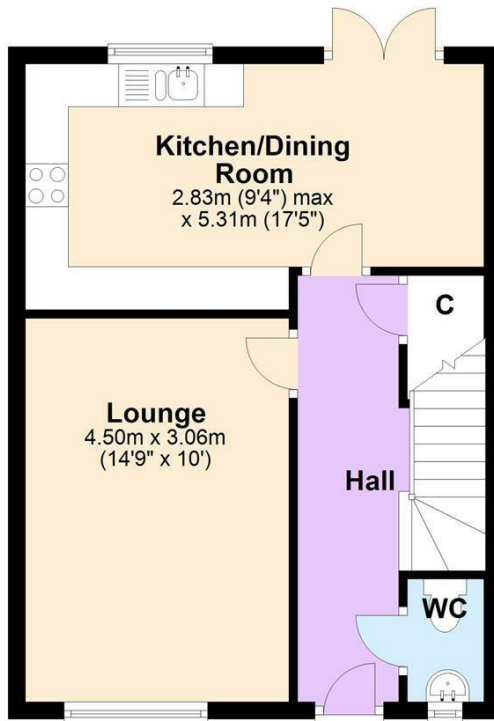 Kitchen/Dining
Room
2.83m (9'4") max
x 5.31m (17'5")
C
Lounge
4.50m x 3.06m
(14'9" x 10')
Hall
WC